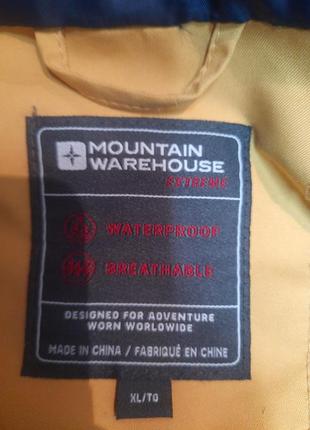 MOUNTAIN
WAREHOUSE
EXTREME
WATERPROOF
BREATHABLE
DESIGNED FOR ADVENTURE
WORN WORLDWIDE
MADE IN CHINA / FABRIQUÉ EN CHINE
XL/TG